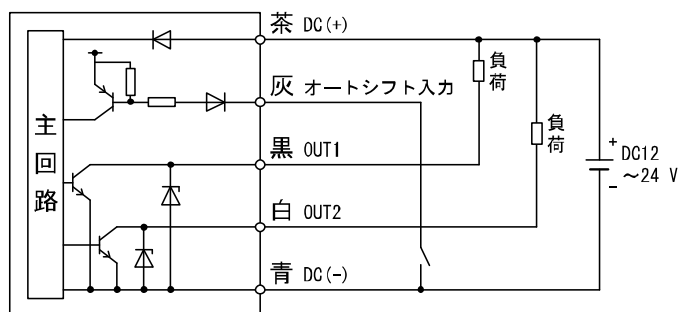 茶 DC(+)
灰 オートシフト入力
黒 OUT1
白 OUT2
青 DC(-)
主回路
負荷
負荷
+
DC12
～24 V
-